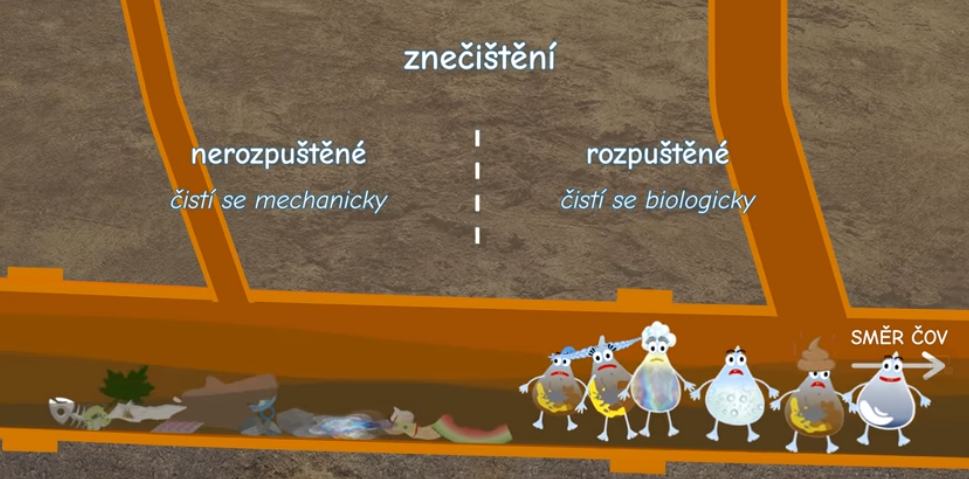 znečištění
nerozpuštěné
čistí se mechanicky
rozpuštěné
čistí se biologicky
SMĚR ČOV